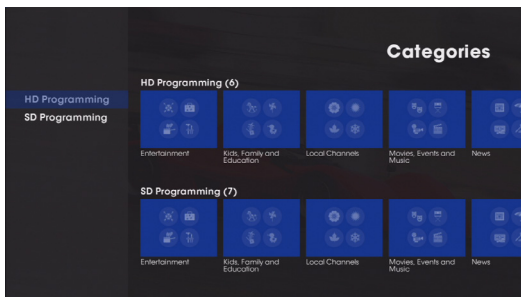 Categories
HD Programming
SD Programming
HD Programming (6)
Entertainment
Kids, Family and
Education
Local Channels
Movies, Events and
Music
News
SD Programming (7)
Entertainment
Kids, Family and
Education
Local Channels
Movies, Events and
Music
News